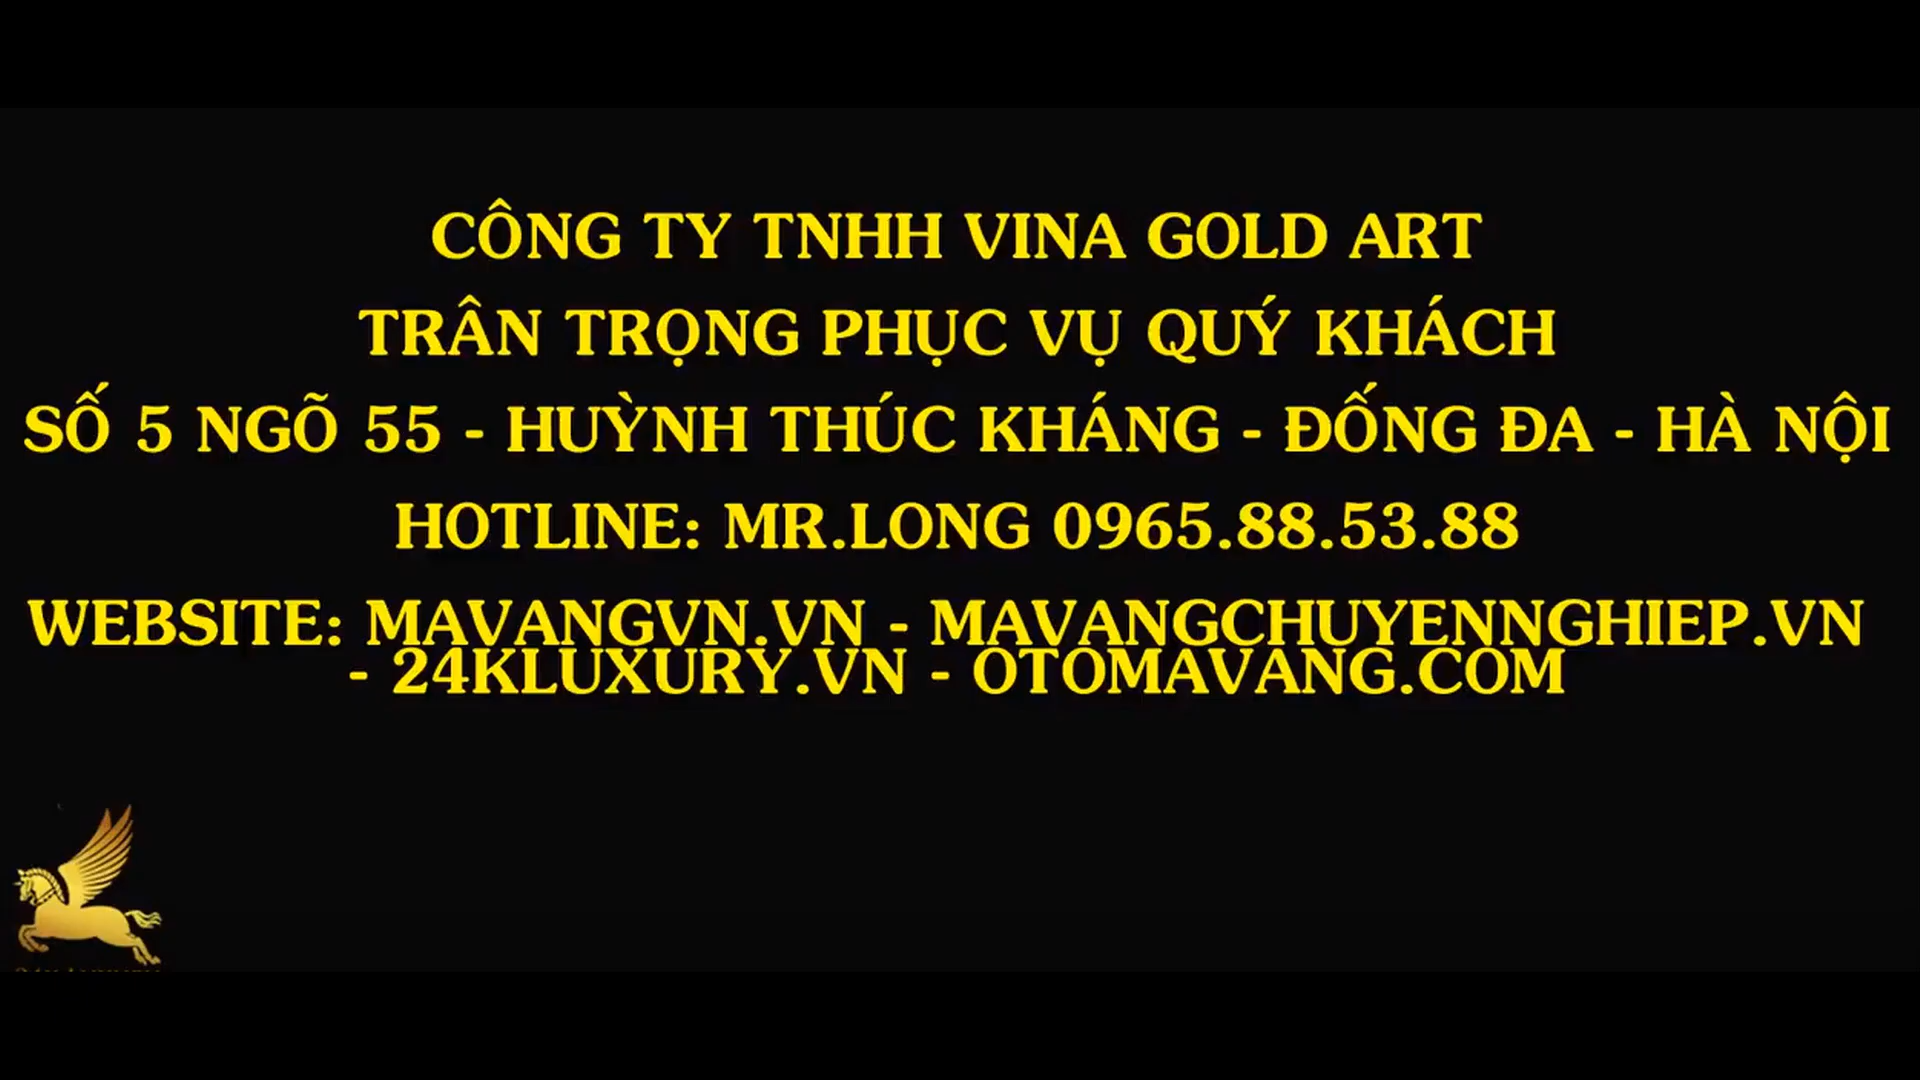 CÔNG TY TNHH VINA GOLD ART
TRÂN TRỌNG PHỤC VỤ QUÝ KHÁCH
SỐ 5 NGÕ 55 - HUỲNH THÚC KHÁNG - ĐỐNG ĐA - HÀ NỘI
HOTLINE: MR.LONG 0965.88.53.88
WEBSITE: MAVANGVN.VN - MAVANGCHUYENNGHIEP.VN
- 24KLUXURY.VN - OTOMAVANG.COM